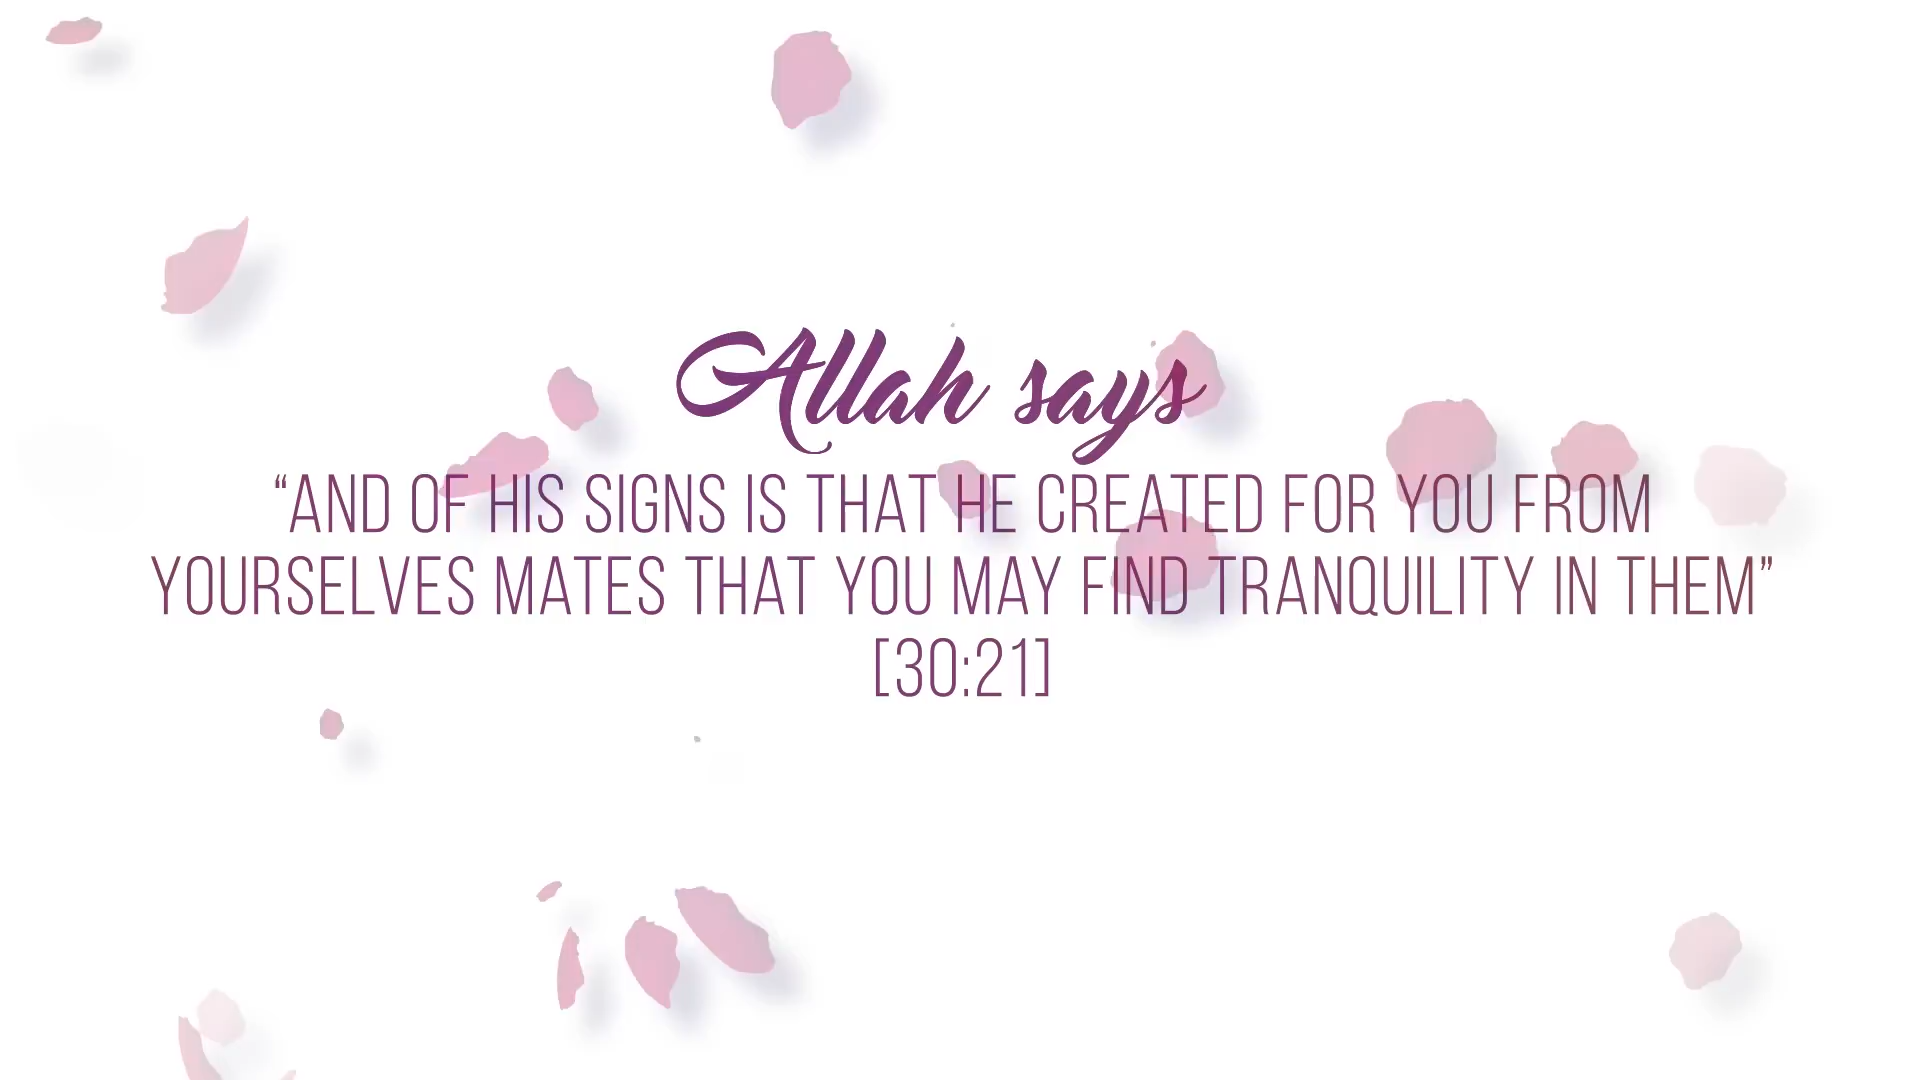 Allah says
“AND OF HIS SIGNS IS THAT HE CREATED FOR YOU FROM
YOURSELVES MATES THAT YOU MAY FIND TRANQUILITY IN THEM”
[30:21]